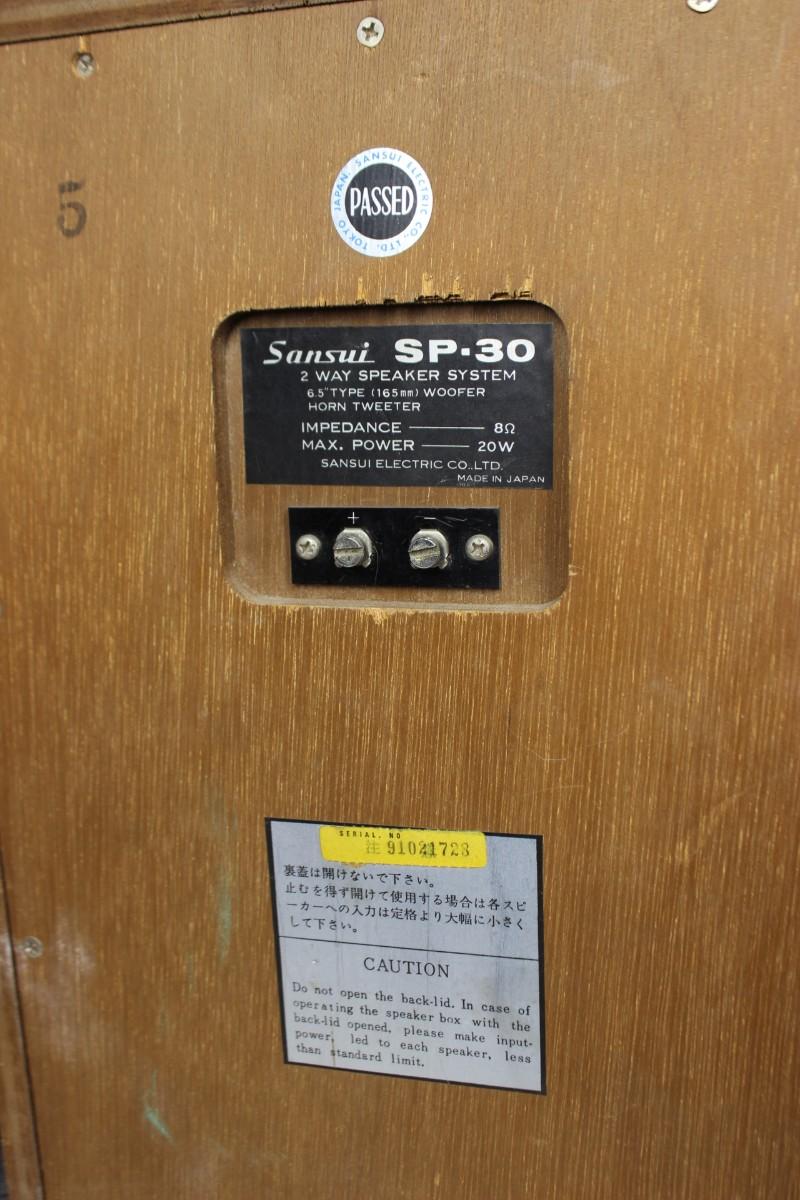 5
SANSUI ELECTRIC CO., LTD. TOKYO JAPAN.
PASSED
Sansui SP-30
2 WAY SPEAKER SYSTEM
6.5" TYPE (165mm) WOOFER
HORN TWEETER
IMPEDANCE 8Ω
MAX. POWER 20W
SANSUI ELECTRIC CO.,LTD.
MADE IN JAPAN
+ −
SERIAL. NO
注 91021723
裏蓋は開けないで下さい。
止むを得ず開けて使用する場合は各スピ
ーカーへの入力は定格より大幅に小さく
して下さい。
CAUTION
Do not open the back-lid. In case of
operating the speaker box with the
back-lid opened, please make input-
power, led to each speaker, less
than standard limit.